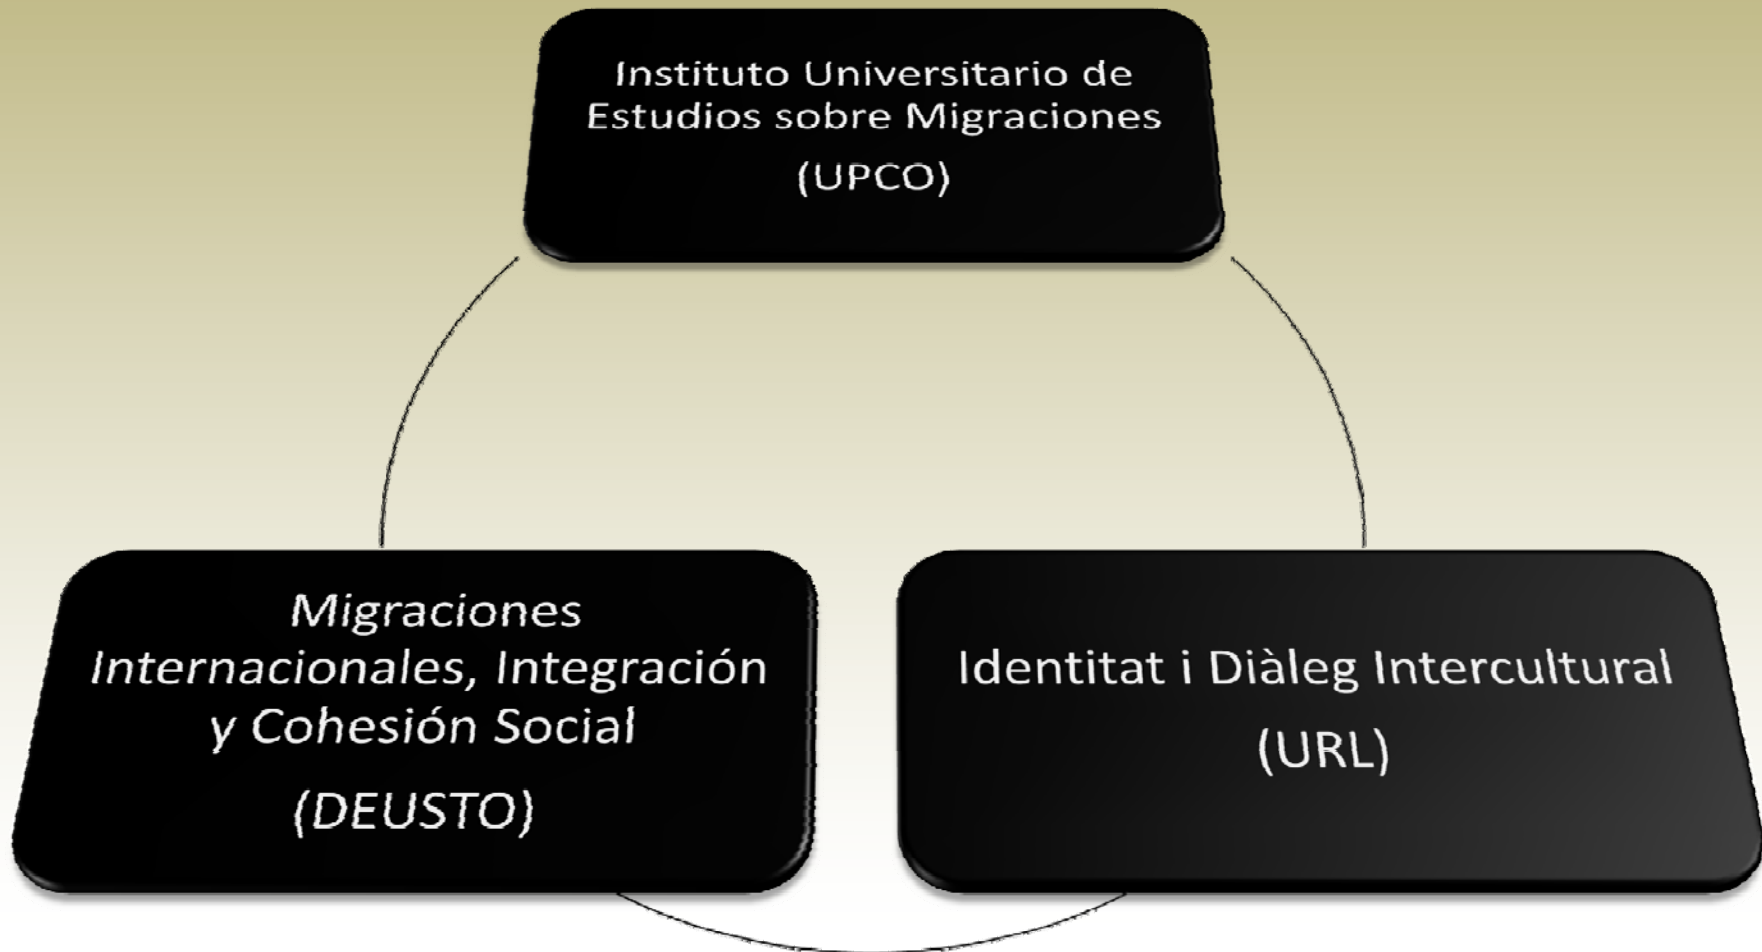 Instituto Universitario de
Estudios sobre Migraciones
(UPCO)
Migraciones
Internacionales, Integración
y Cohesión Social
(DEUSTO)
Identitat i Diàleg Intercultural
(URL)